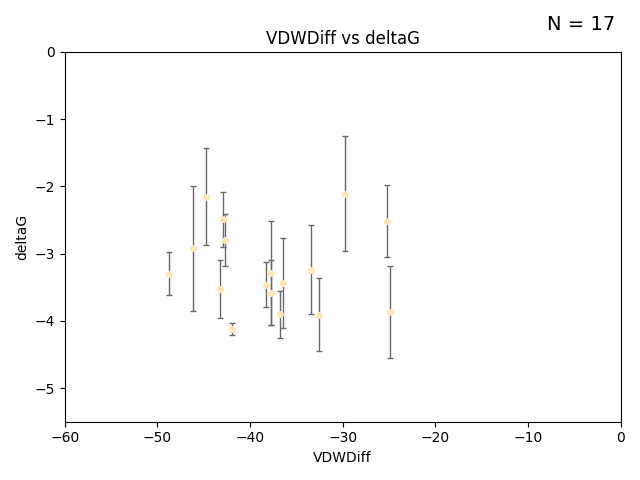 N = 17
VDWDiff vs deltaG
0
−1
−2
−3
−4
−5
deltaG
−60 −50 −40 −30 −20 −10 0
VDWDiff